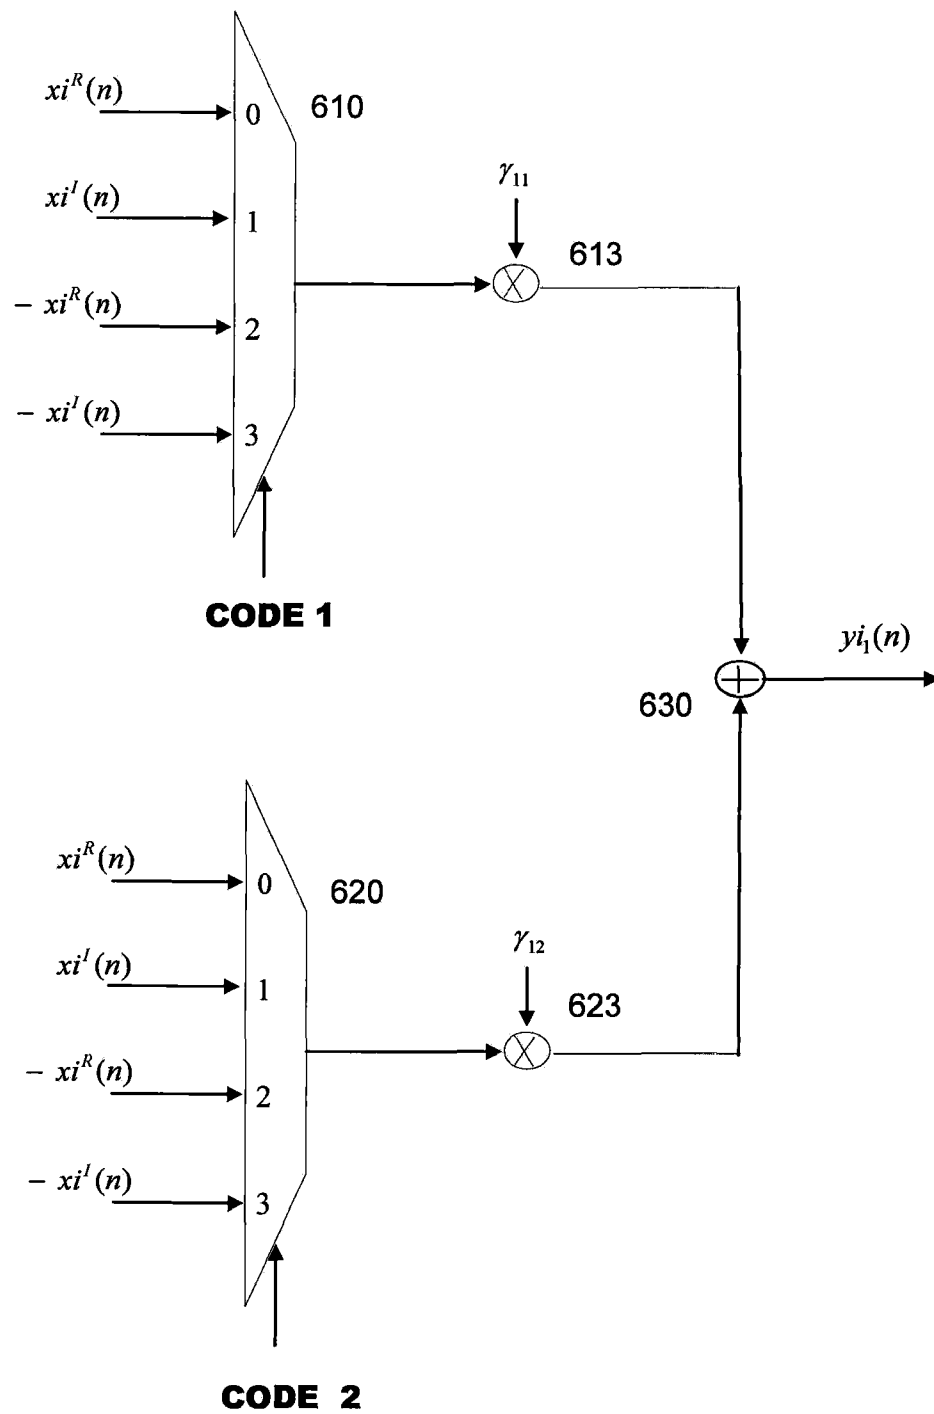 xi^R(n)
0
610
xi^I(n)
1
γ₁₁
613
− xi^R(n)
2
− xi^I(n)
3
CODE 1
yi₁(n)
630
xi^R(n)
0
620
xi^I(n)
1
γ₁₂
623
− xi^R(n)
2
− xi^I(n)
3
CODE 2